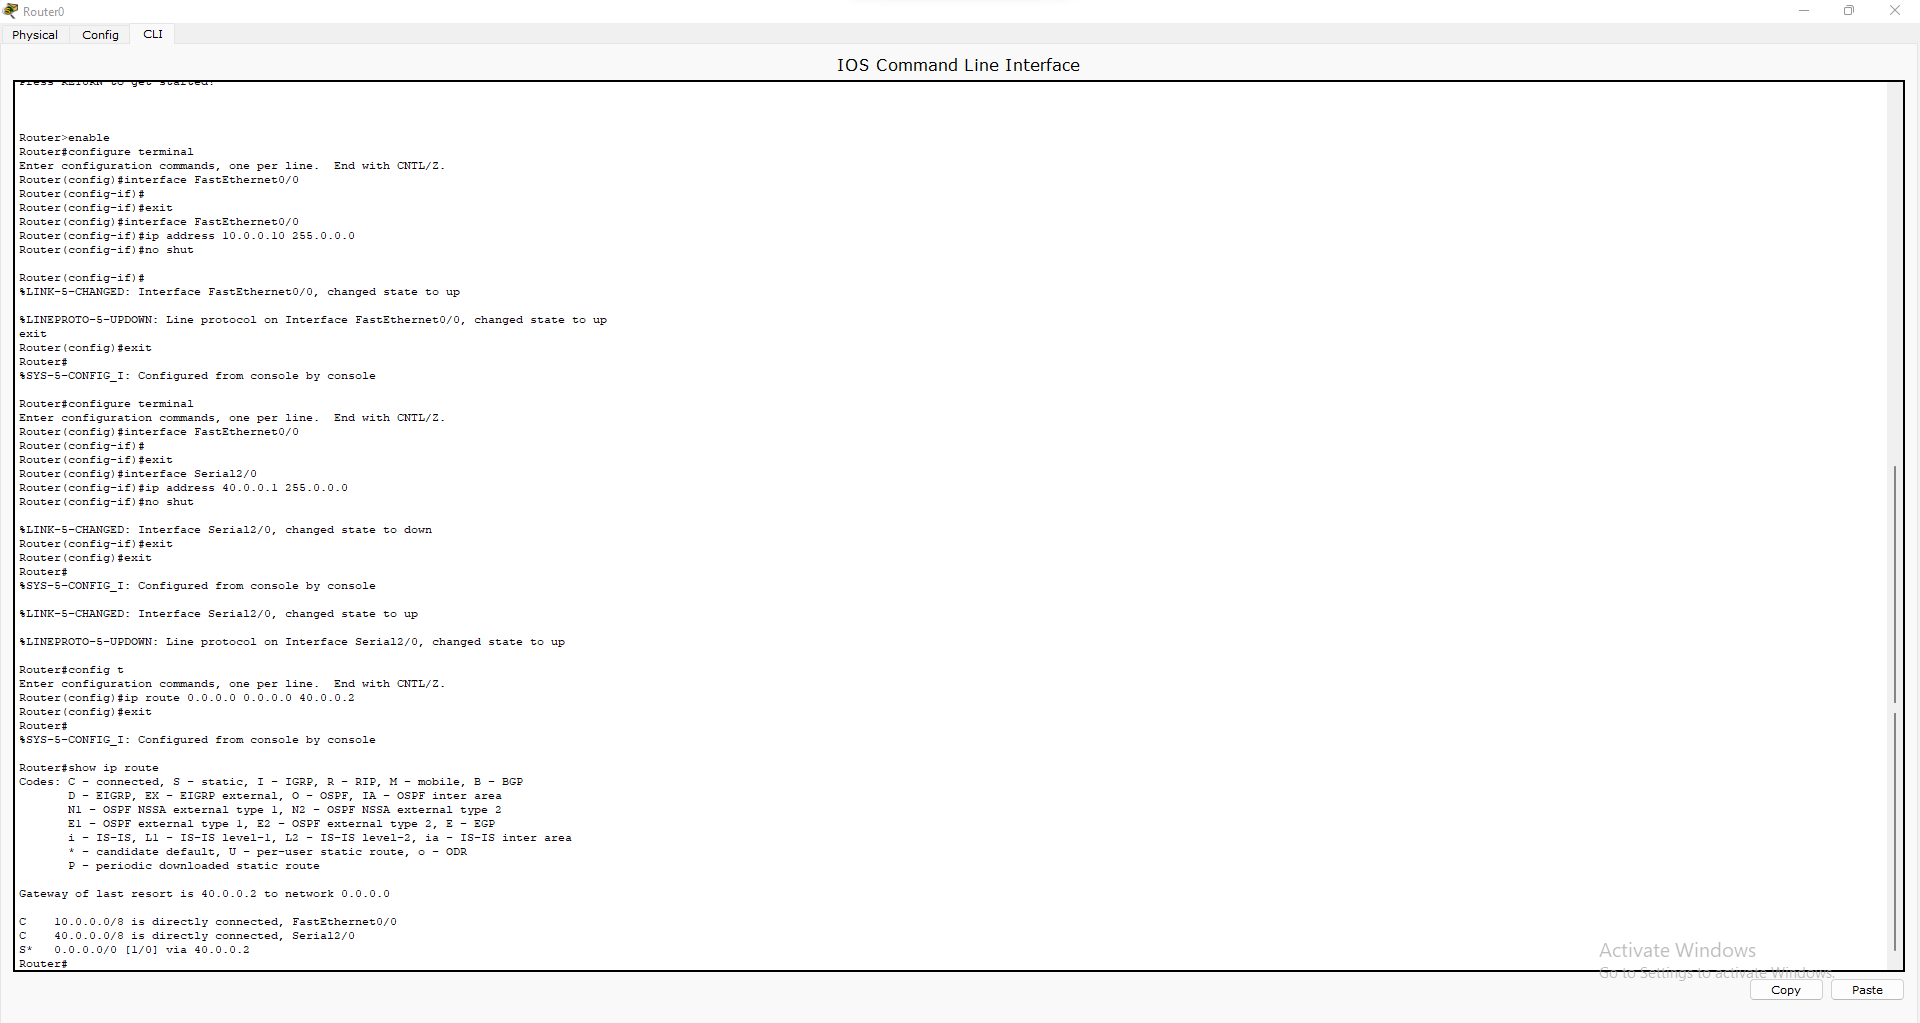 Router0
Physical Config CLI
IOS Command Line Interface
Press RETURN to get started!
Router>enable
Router#configure terminal
Enter configuration commands, one per line.  End with CNTL/Z.
Router(config)#interface FastEthernet0/0
Router(config-if)#
Router(config-if)#exit
Router(config)#interface FastEthernet0/0
Router(config-if)#ip address 10.0.0.10 255.0.0.0
Router(config-if)#no shut
Router(config-if)#
%LINK-5-CHANGED: Interface FastEthernet0/0, changed state to up
%LINEPROTO-5-UPDOWN: Line protocol on Interface FastEthernet0/0, changed state to up
exit
Router(config)#exit
Router#
%SYS-5-CONFIG_I: Configured from console by console
Router#configure terminal
Enter configuration commands, one per line.  End with CNTL/Z.
Router(config)#interface FastEthernet0/0
Router(config-if)#
Router(config-if)#exit
Router(config)#interface Serial2/0
Router(config-if)#ip address 40.0.0.1 255.0.0.0
Router(config-if)#no shut
%LINK-5-CHANGED: Interface Serial2/0, changed state to down
Router(config-if)#exit
Router(config)#exit
Router#
%SYS-5-CONFIG_I: Configured from console by console
%LINK-5-CHANGED: Interface Serial2/0, changed state to up
%LINEPROTO-5-UPDOWN: Line protocol on Interface Serial2/0, changed state to up
Router#config t
Enter configuration commands, one per line.  End with CNTL/Z.
Router(config)#ip route 0.0.0.0 0.0.0.0 40.0.0.2
Router(config)#exit
Router#
%SYS-5-CONFIG_I: Configured from console by console
Router#show ip route
Codes: C - connected, S - static, I - IGRP, R - RIP, M - mobile, B - BGP
       D - EIGRP, EX - EIGRP external, O - OSPF, IA - OSPF inter area
       N1 - OSPF NSSA external type 1, N2 - OSPF NSSA external type 2
       E1 - OSPF external type 1, E2 - OSPF external type 2, E - EGP
       i - IS-IS, L1 - IS-IS level-1, L2 - IS-IS level-2, ia - IS-IS inter area
       * - candidate default, U - per-user static route, o - ODR
       P - periodic downloaded static route
Gateway of last resort is 40.0.0.2 to network 0.0.0.0
C    10.0.0.0/8 is directly connected, FastEthernet0/0
C    40.0.0.0/8 is directly connected, Serial2/0
S*   0.0.0.0/0 [1/0] via 40.0.0.2
Router#
Activate Windows
Go to Settings to activate Windows.
Copy Paste